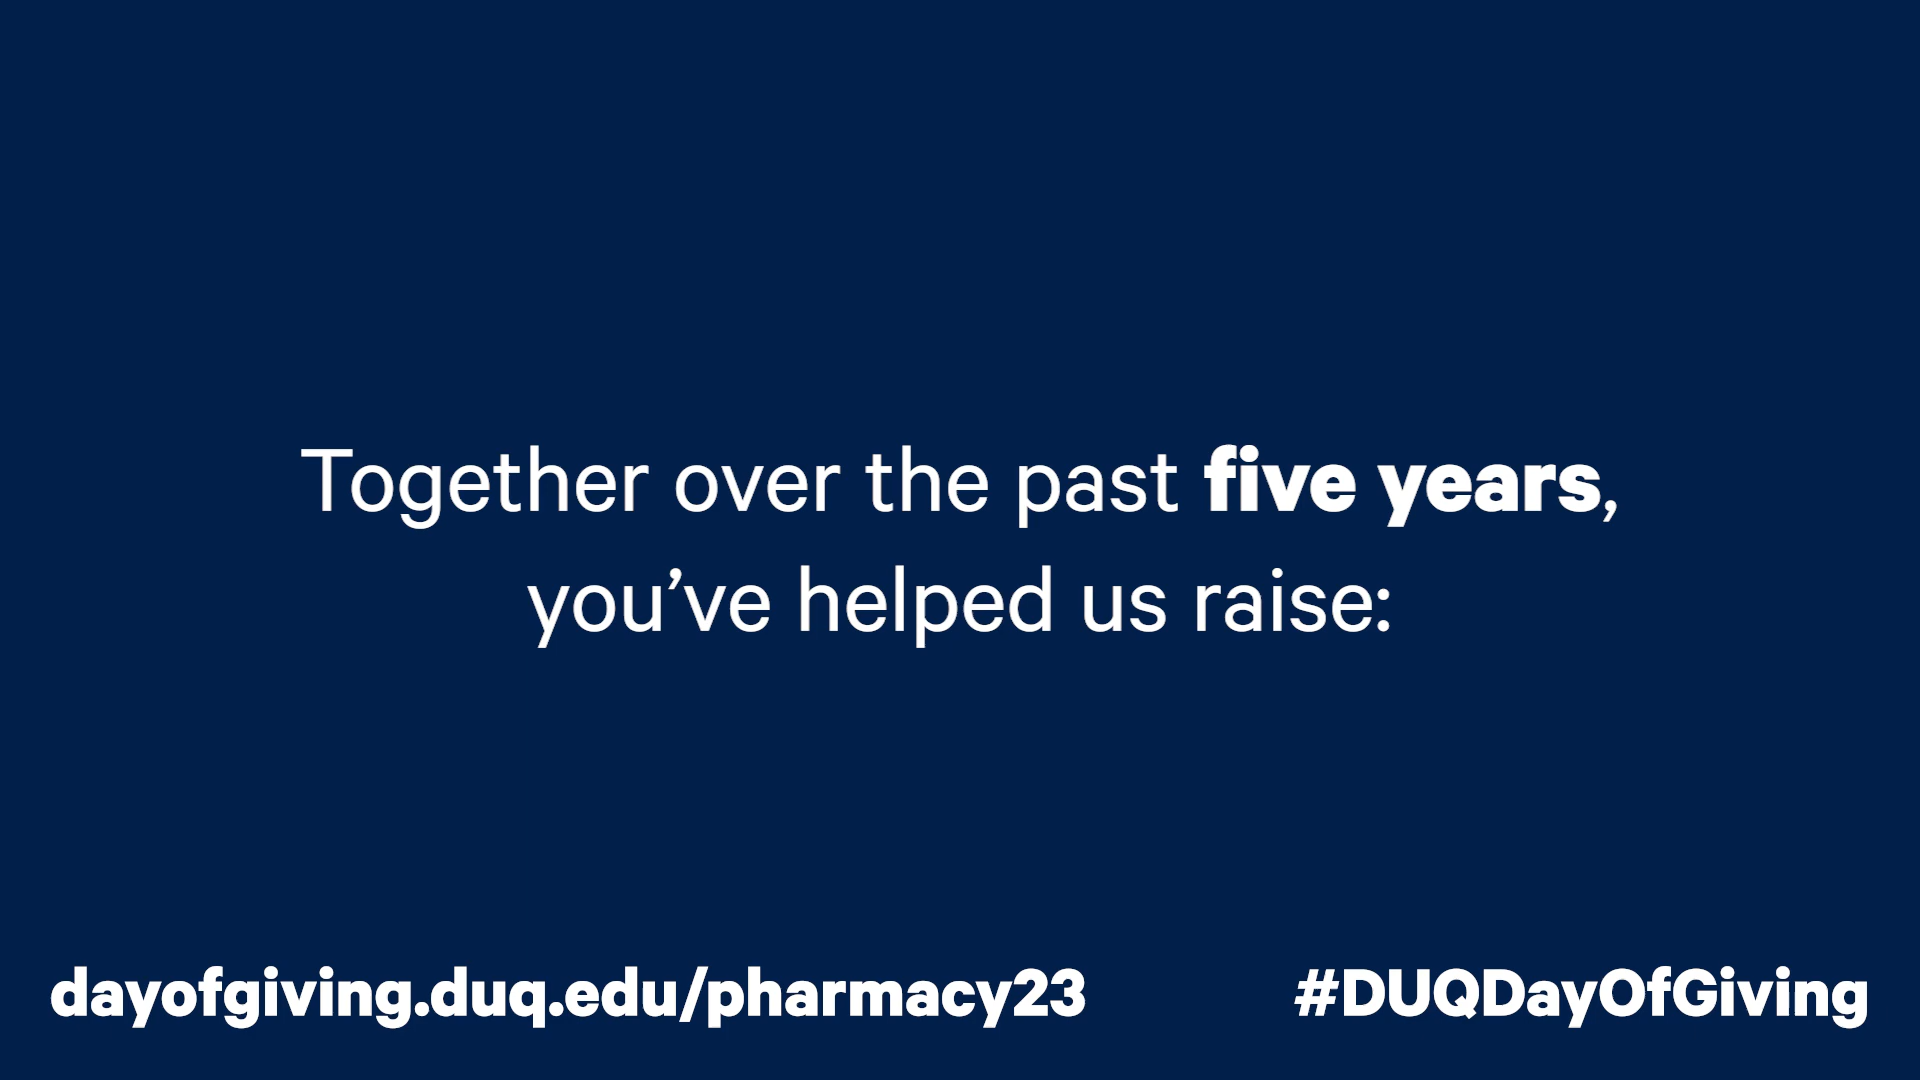 Together over the past five years,
you’ve helped us raise:
dayofgiving.duq.edu/pharmacy23
#DUQDayOfGiving